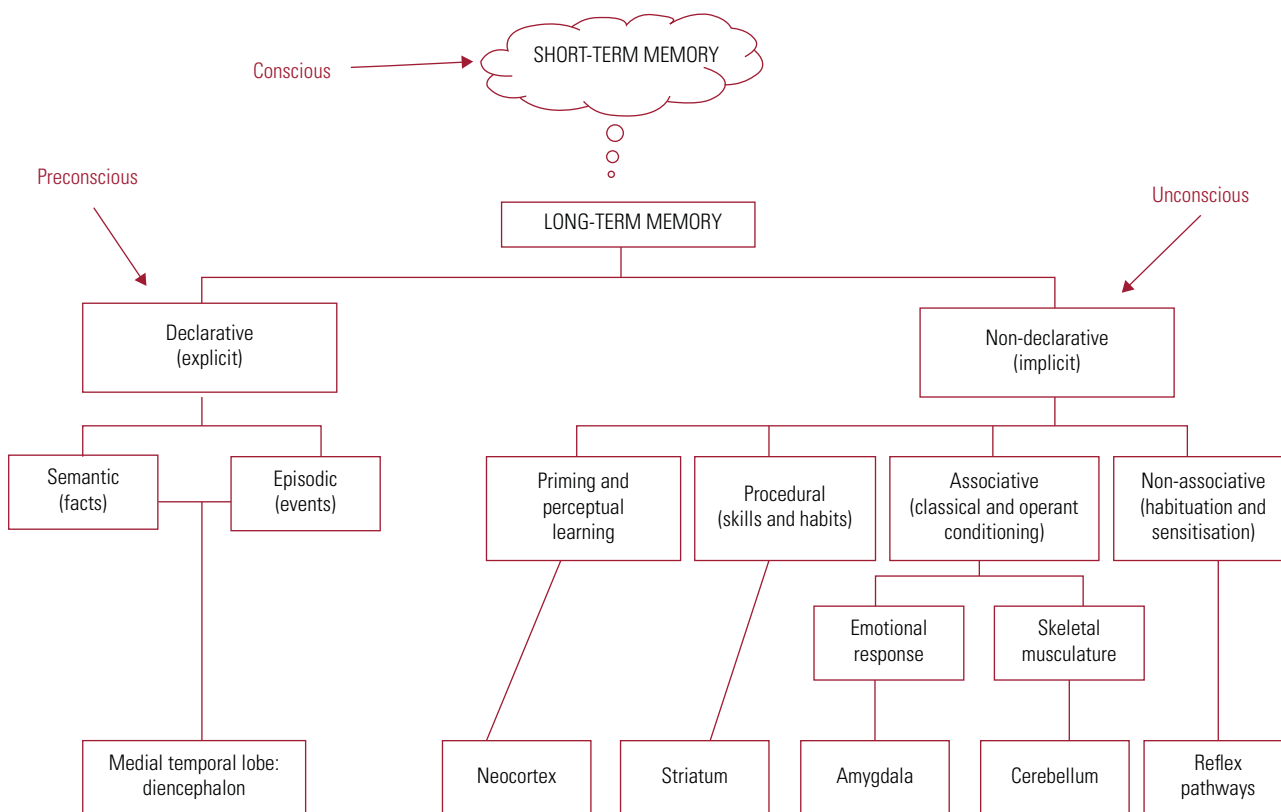 SHORT-TERM MEMORY
Conscious
Preconscious
Unconscious
LONG-TERM MEMORY
Declarative
(explicit)
Non-declarative
(implicit)
Semantic
(facts)
Episodic
(events)
Priming and
perceptual
learning
Procedural
(skills and habits)
Associative
(classical and operant
conditioning)
Non-associative
(habituation and
sensitisation)
Emotional
response
Skeletal
musculature
Medial temporal lobe:
diencephalon
Neocortex
Striatum
Amygdala
Cerebellum
Reflex
pathways